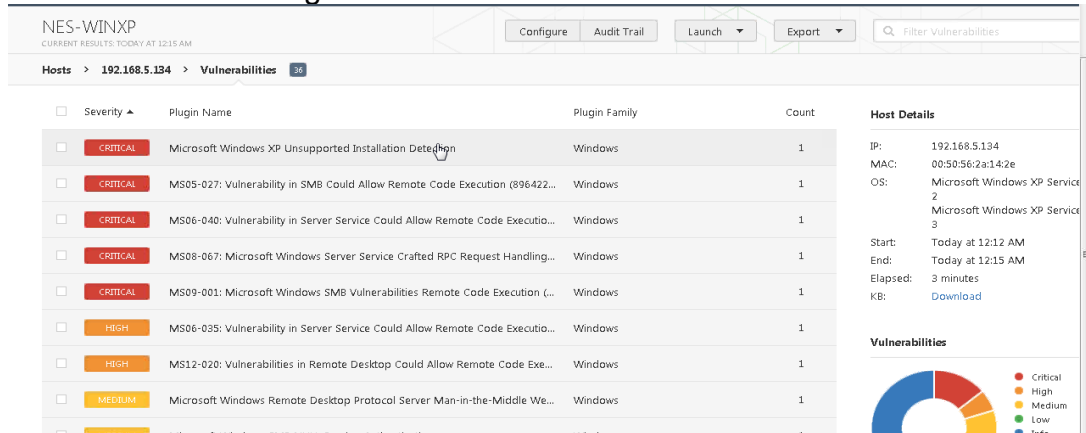 NES-WINXP
CURRENT RESULTS: TODAY AT 12:15 AM
Configure Audit Trail Launch Export Filter Vulnerabilities
Hosts > 192.168.5.134 > Vulnerabilities 36
Severity Plugin Name Plugin Family Count
CRITICAL Microsoft Windows XP Unsupported Installation Detection Windows 1
CRITICAL MS05-027: Vulnerability in SMB Could Allow Remote Code Execution (896422... Windows 1
CRITICAL MS06-040: Vulnerability in Server Service Could Allow Remote Code Executio... Windows 1
CRITICAL MS08-067: Microsoft Windows Server Service Crafted RPC Request Handling... Windows 1
CRITICAL MS09-001: Microsoft Windows SMB Vulnerabilities Remote Code Execution (... Windows 1
HIGH MS06-035: Vulnerability in Server Service Could Allow Remote Code Executio... Windows 1
HIGH MS12-020: Vulnerabilities in Remote Desktop Could Allow Remote Code Exe... Windows 1
MEDIUM Microsoft Windows Remote Desktop Protocol Server Man-in-the-Middle We... Windows 1
Host Details
IP: 192.168.5.134
MAC: 00:50:56:2a:14:2e
OS: Microsoft Windows XP Service
2
Microsoft Windows XP Service
3
Start: Today at 12:12 AM
End: Today at 12:15 AM
Elapsed: 3 minutes
KB: Download
Vulnerabili
Critical
High
Medium
Low
Info